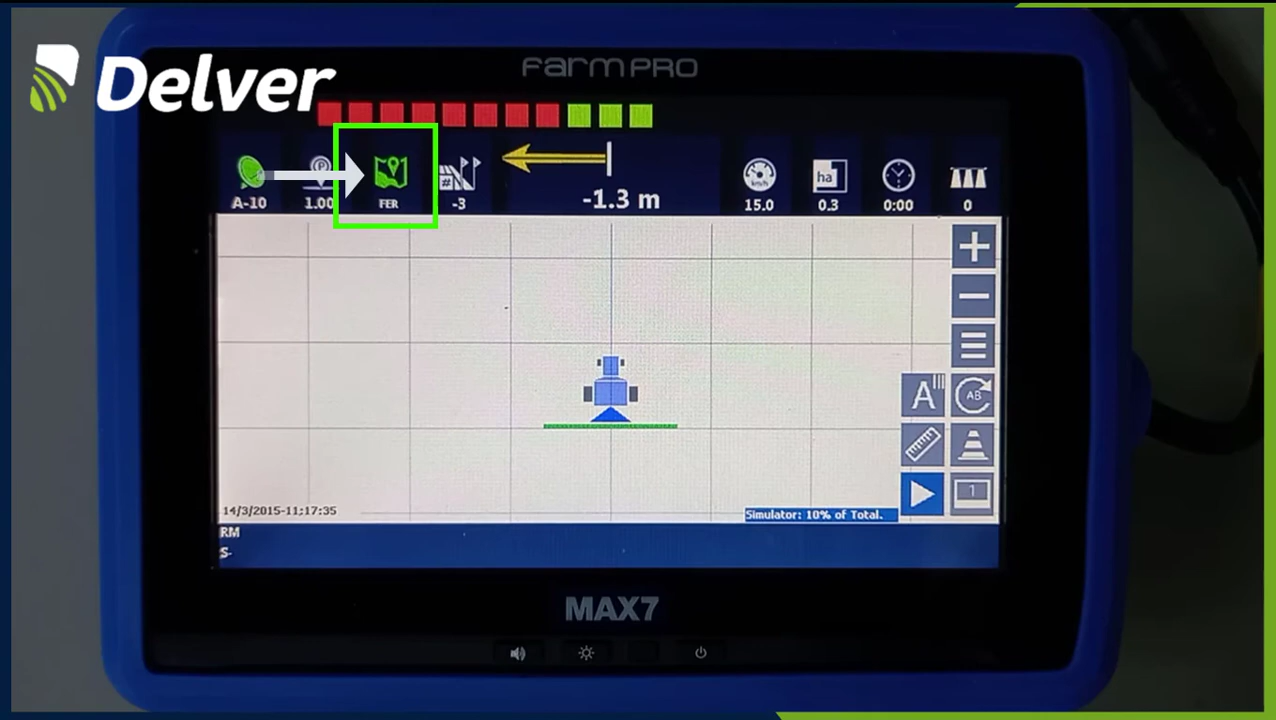 Delver
FarmPRO
A-10
1.00
FER
#
-3
-1.3 m
km/h
15.0
ha
0.3
0:00
0
A
AB
1
14/3/2015-11;17:35
Simulator: 10% of Total.
RM
S-
MAX7